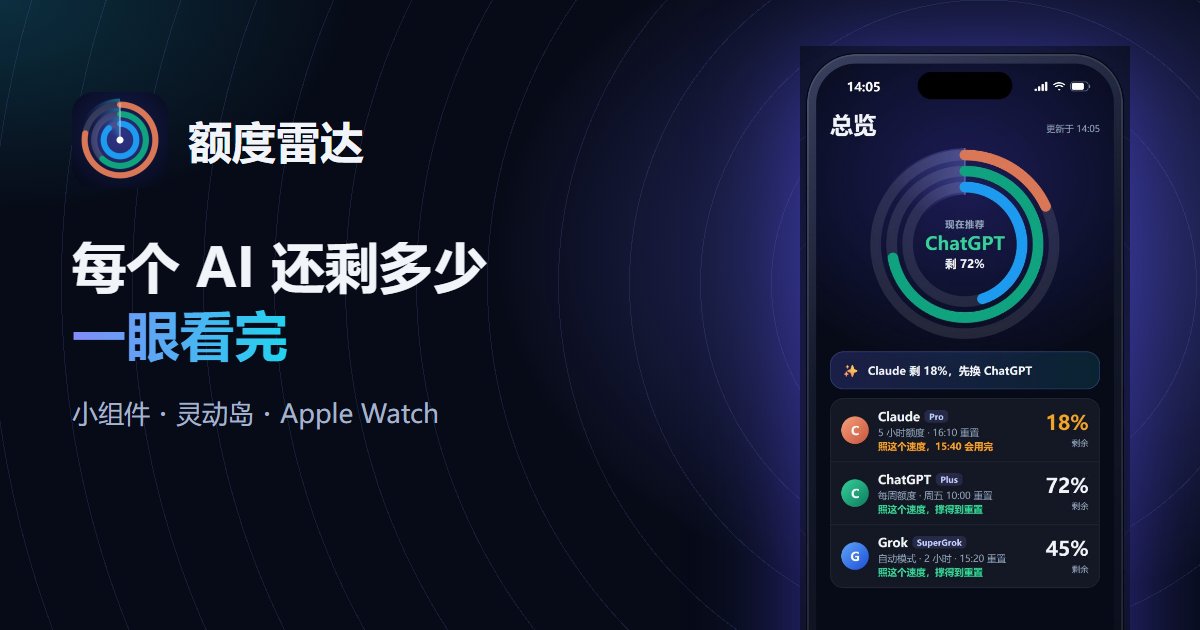 额度雷达
每个 AI 还剩多少
一眼看完
小组件 · 灵动岛 · Apple Watch
14:05
总览
更新于 14:05
现在推荐
ChatGPT
剩 72%
Claude 剩 18%，先换 ChatGPT
C
Claude Pro
5 小时额度 · 16:10 重置
照这个速度，15:40 会用完
18%
剩余
C
ChatGPT Plus
每周额度 · 周五 10:00 重置
照这个速度，撑得到重置
72%
剩余
G
Grok SuperGrok
自动模式 · 2 小时 · 15:20 重置
照这个速度，撑得到重置
45%
剩余